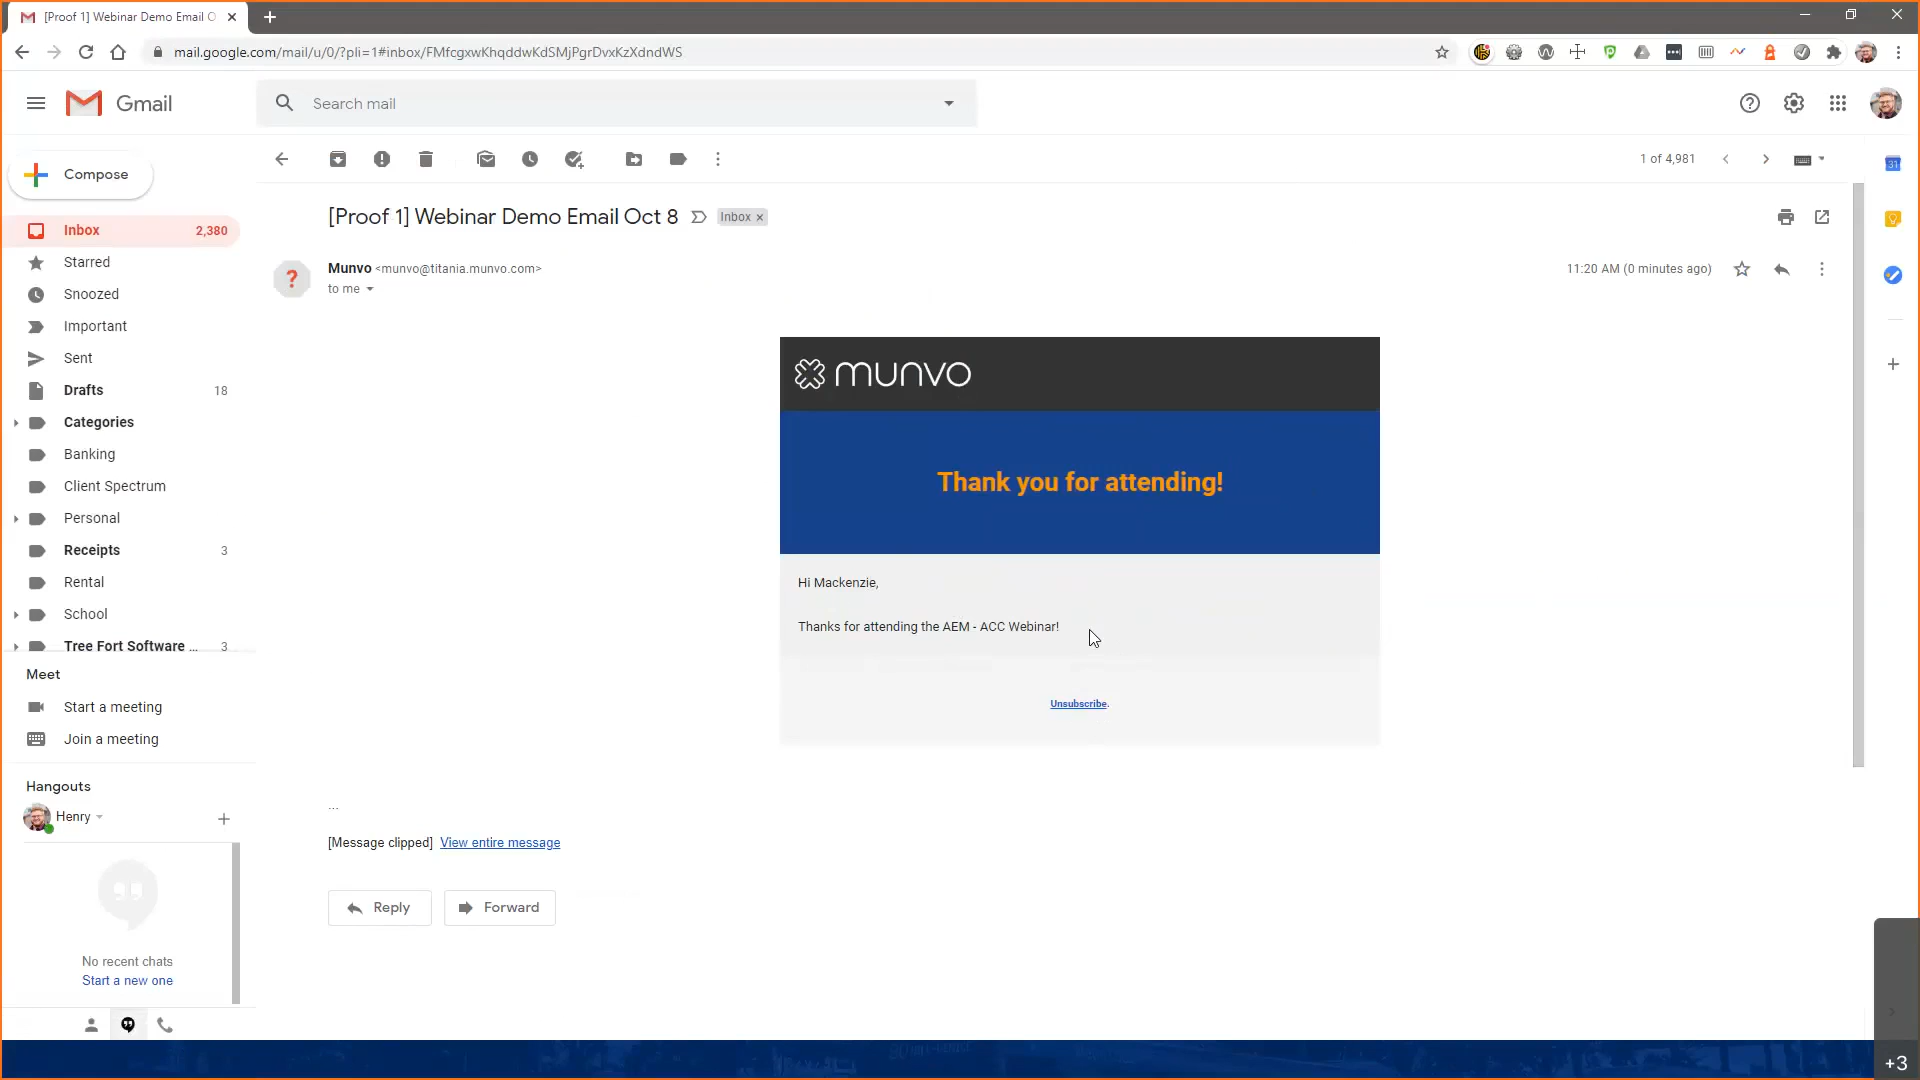 [Proof 1] Webinar Demo Email O
mail.google.com/mail/u/0/?pli=1#inbox/FMfcgxwKhqddwKdSMjPgrDvxKzXdndWS
Gmail
Search mail
1 of 4,981
Compose
[Proof 1] Webinar Demo Email Oct 8
Inbox x
Inbox 2,380
Starred
Snoozed
Important
Sent
Drafts 18
Categories
Banking
Client Spectrum
Personal
Receipts 3
Rental
School
Tree Fort Software ... 3
Munvo <munvo@titania.munvo.com>
to me
11:20 AM (0 minutes ago)
munvo
Thank you for attending!
Hi Mackenzie,
Thanks for attending the AEM - ACC Webinar!
Unsubscribe.
...
[Message clipped] View entire message
Reply
Forward
Meet
Start a meeting
Join a meeting
Hangouts
Henry
No recent chats
Start a new one
31
+3